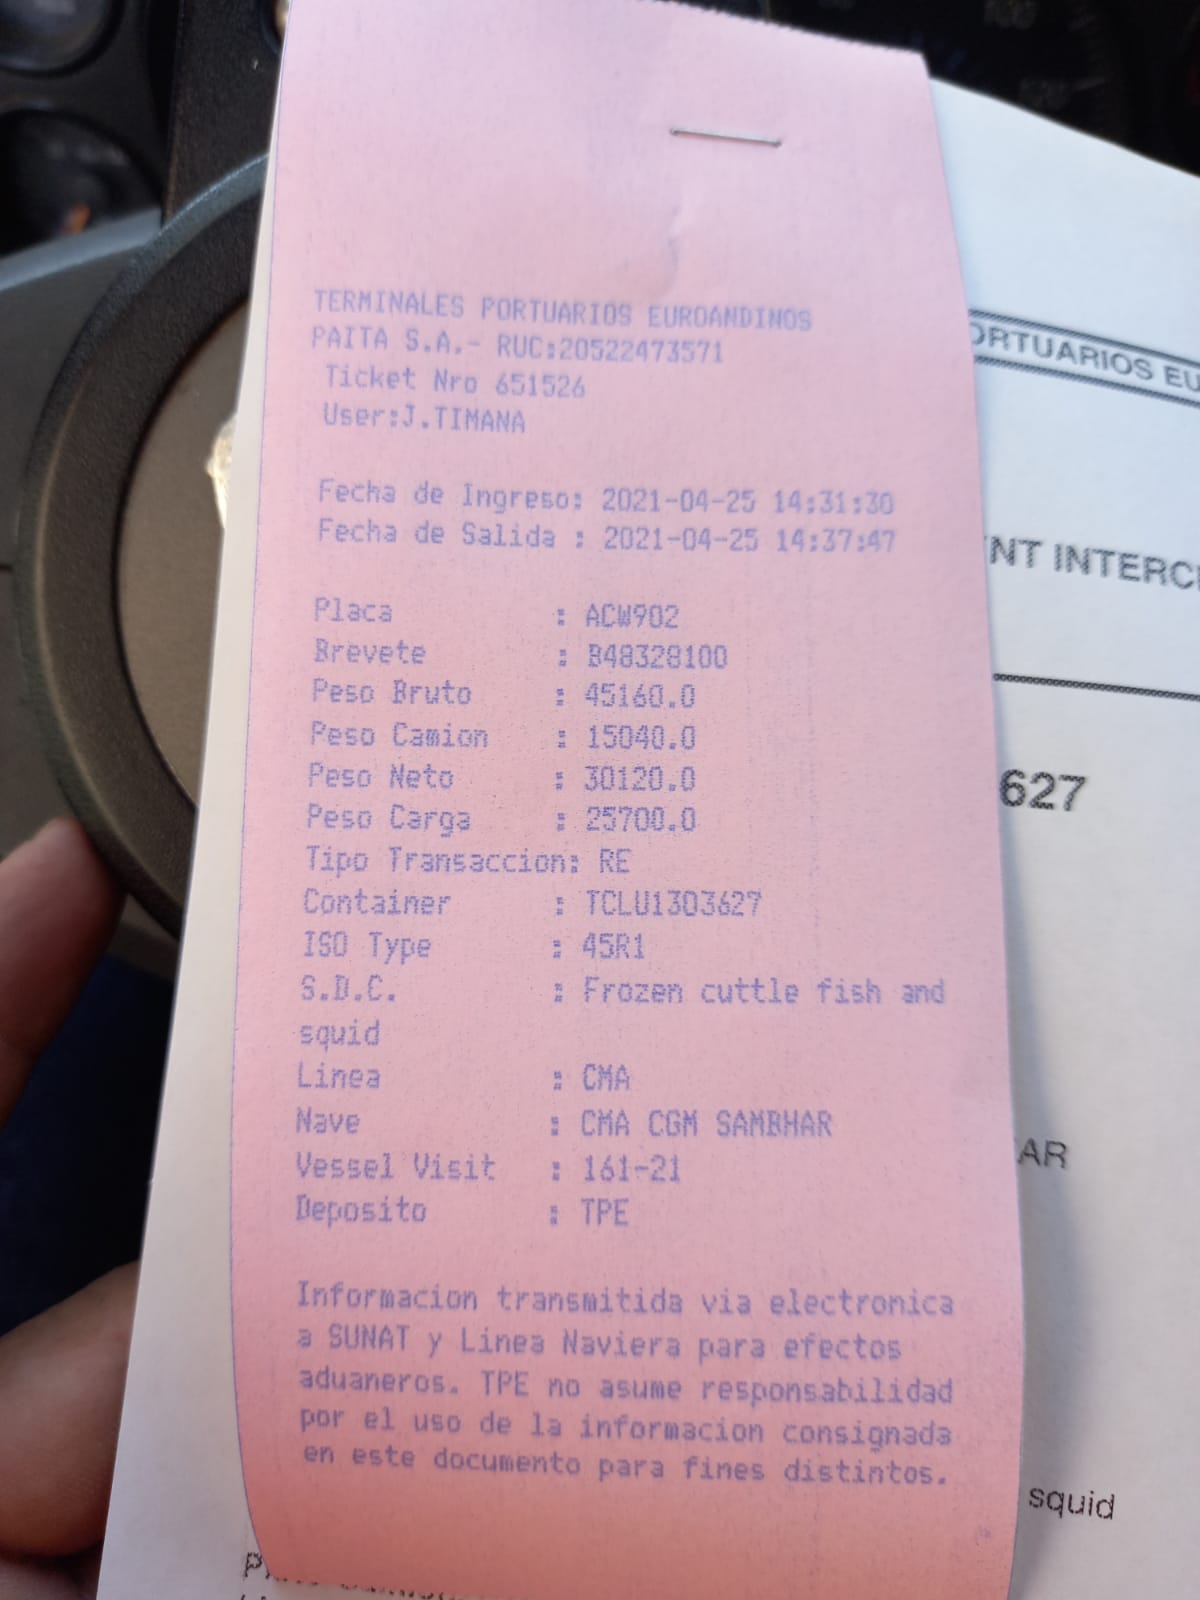 TERMINALES PORTUARIOS EUROANDINOS
PAITA S.A.- RUC:20522473571
Ticket Nro 651526
User:J.TIMANA
Fecha de Ingreso: 2021-04-25 14:31:30
Fecha de Salida : 2021-04-25 14:37:47
Placa : ACW902
Brevete : B48328100
Peso Bruto : 45160.0
Peso Camion : 15040.0
Peso Neto : 30120.0
Peso Carga : 25700.0
Tipo Transaccion: RE
Container : TCLU1303627
ISO Type : 45R1
S.D.C. : Frozen cuttle fish and
squid
Linea : CMA
Nave : CMA CGM SAMBHAR
Vessel Visit : 161-21
Deposito : TPE
Informacion transmitida via electronica
a SUNAT y Linea Naviera para efectos
aduaneros. TPE no asume responsabilidad
por el uso de la informacion consignada
en este documento para fines distintos.
ORTUARIOS EU
NT INTERC
627
AR
squid